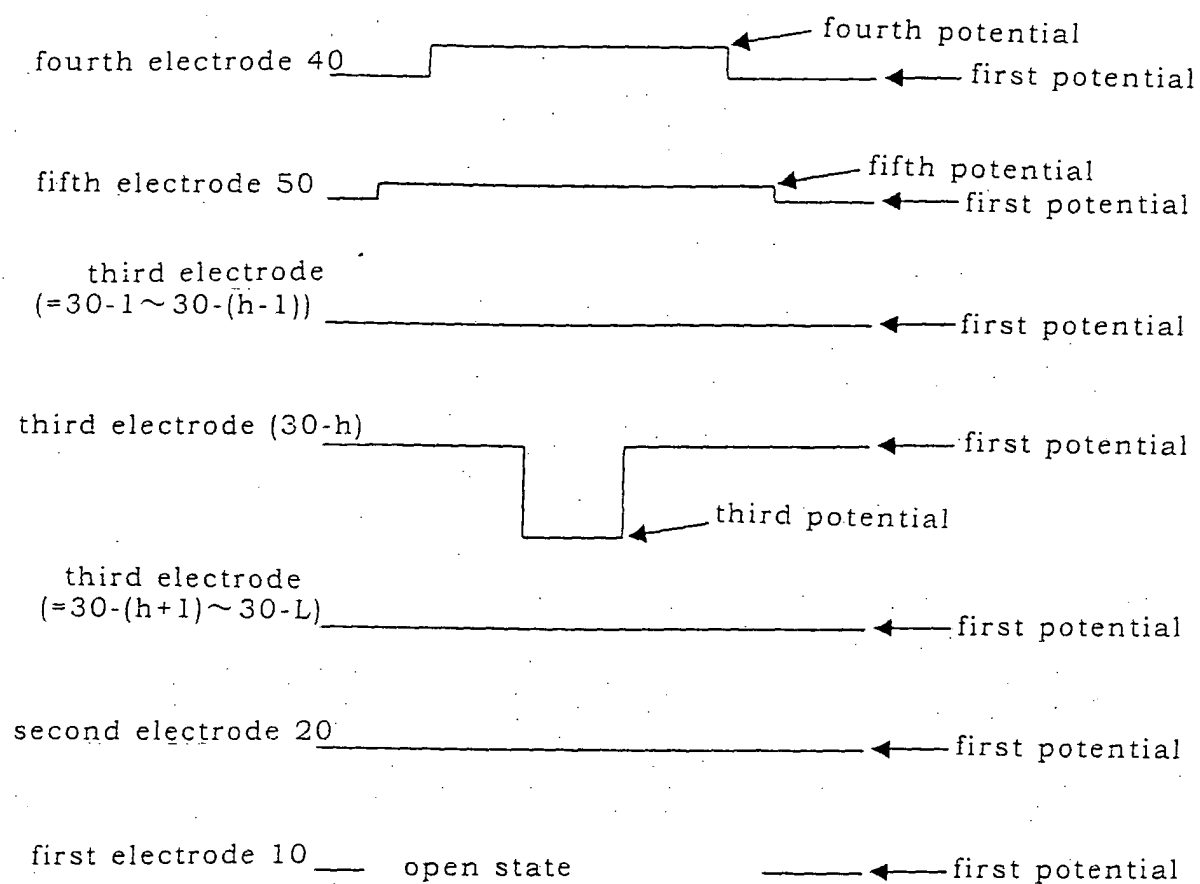 fourth potential
fourth electrode 40
first potential
fifth potential
fifth electrode 50
first potential
third electrode
(=30-1～30-(h-1))
first potential
third electrode (30-h)
first potential
third potential
third electrode
(=30-(h+1)～30-L)
first potential
second electrode 20
first potential
first electrode 10
open state
first potential